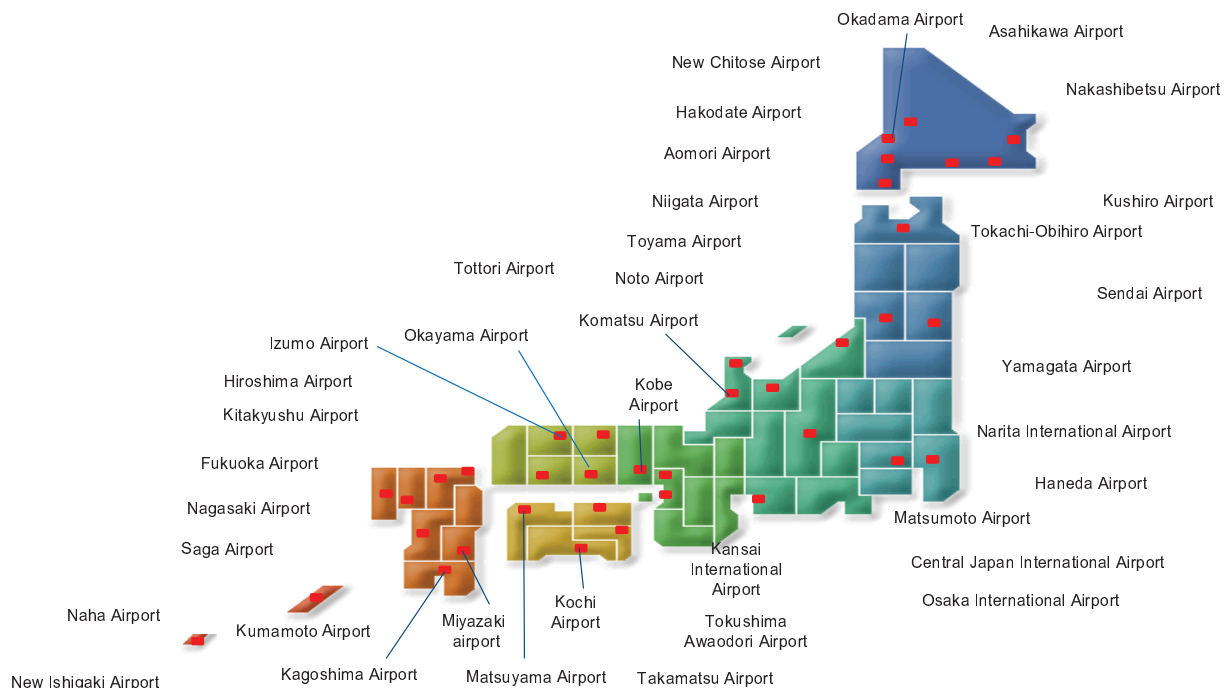 Okadama Airport
Asahikawa Airport
New Chitose Airport
Nakashibetsu Airport
Hakodate Airport
Aomori Airport
Niigata Airport
Kushiro Airport
Toyama Airport
Tokachi-Obihiro Airport
Tottori Airport
Noto Airport
Sendai Airport
Komatsu Airport
Okayama Airport
Izumo Airport
Yamagata Airport
Hiroshima Airport
Kobe
Airport
Kitakyushu Airport
Narita International Airport
Fukuoka Airport
Haneda Airport
Nagasaki Airport
Matsumoto Airport
Saga Airport
Kansai
International
Airport
Central Japan International Airport
Osaka International Airport
Kochi
Airport
Naha Airport
Kumamoto Airport
Miyazaki
airport
Tokushima
Awaodori Airport
Kagoshima Airport
Matsuyama Airport
Takamatsu Airport
New Ishigaki Airport